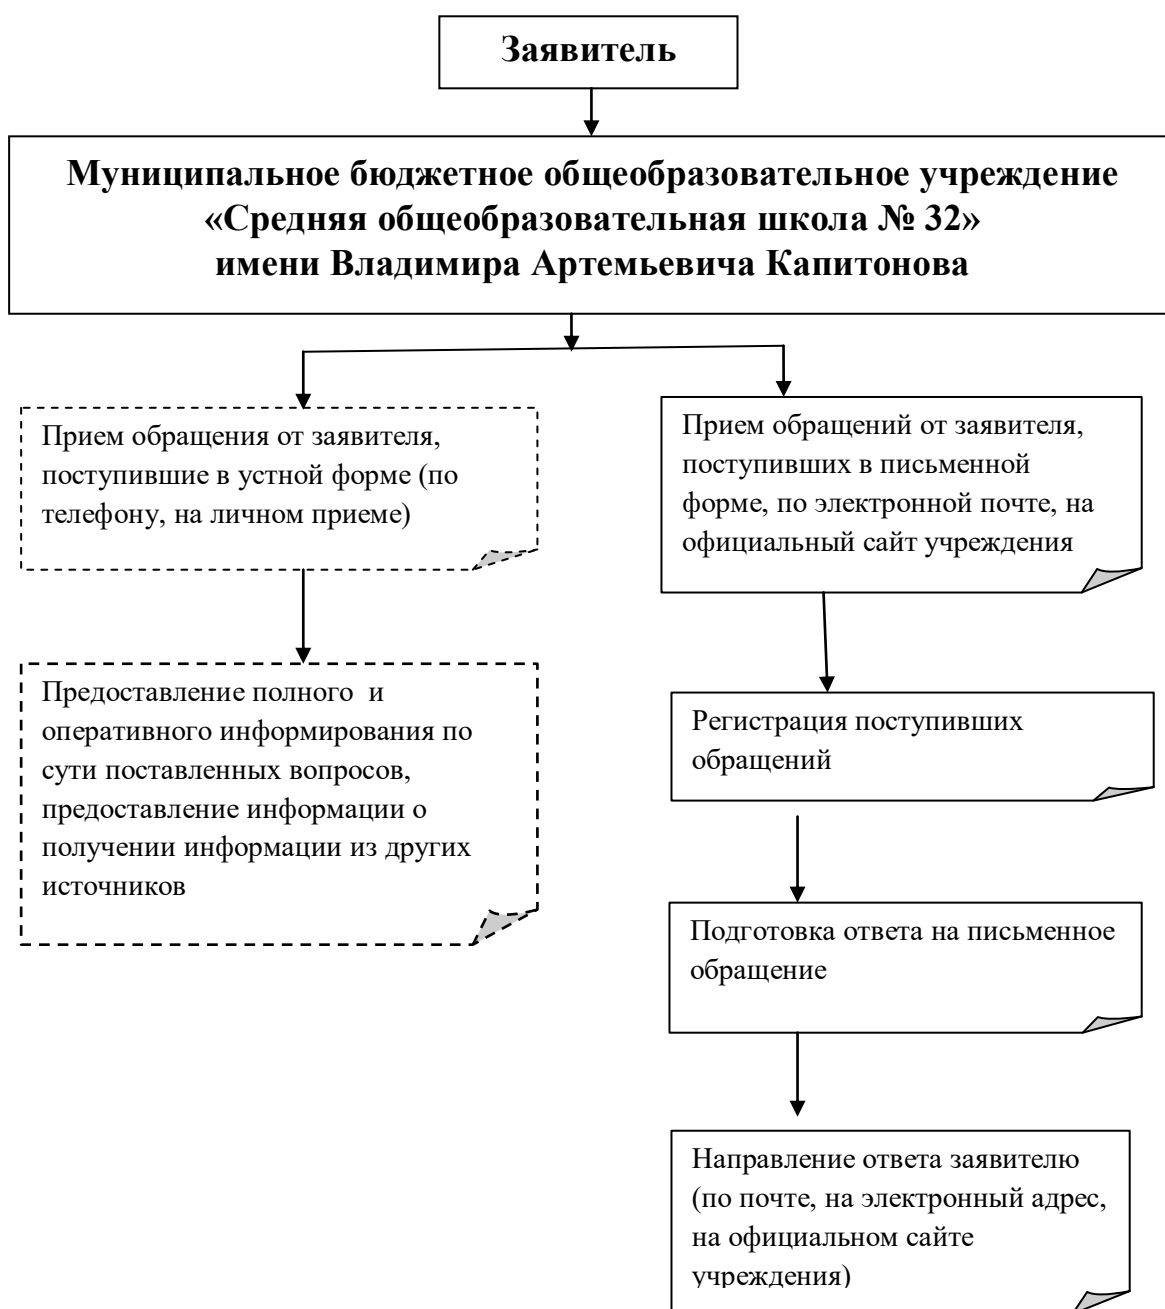 Заявитель
Муниципальное бюджетное общеобразовательное учреждение
«Средняя общеобразовательная школа № 32»
имени Владимира Артемьевича Капитонова
Прием обращения от заявителя,
поступившие в устной форме (по
телефону, на личном приеме)
Предоставление полного и
оперативного информирования по
сути поставленных вопросов,
предоставление информации о
получении информации из других
источников
Прием обращений от заявителя,
поступивших в письменной
форме, по электронной почте, на
официальный сайт учреждения
Регистрация поступивших
обращений
Подготовка ответа на письменное
обращение
Направление ответа заявителю
(по почте, на электронный адрес,
на официальном сайте
учреждения)